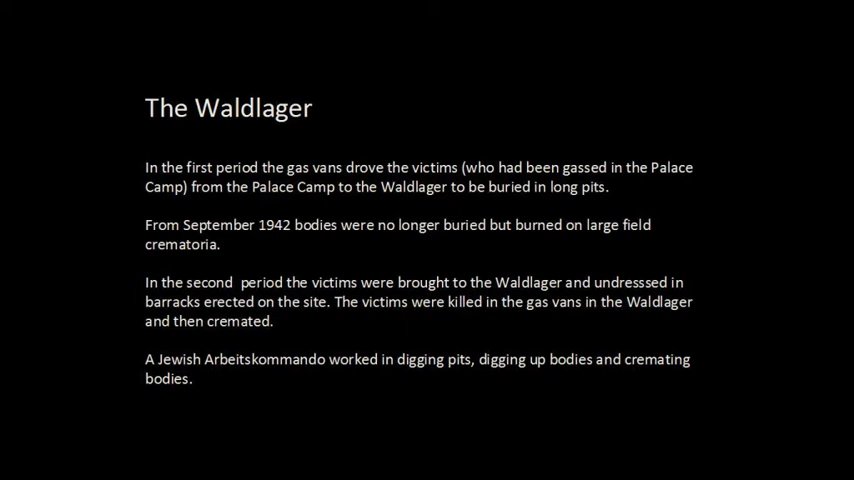 The Waldlager
In the first period the gas vans drove the victims (who had been gassed in the Palace
Camp) from the Palace Camp to the Waldlager to be buried in long pits.
From September 1942 bodies were no longer buried but burned on large field
crematoria.
In the second  period the victims were brought to the Waldlager and undresssed in
barracks erected on the site. The victims were killed in the gas vans in the Waldlager
and then cremated.
A Jewish Arbeitskommando worked in digging pits, digging up bodies and cremating
bodies.